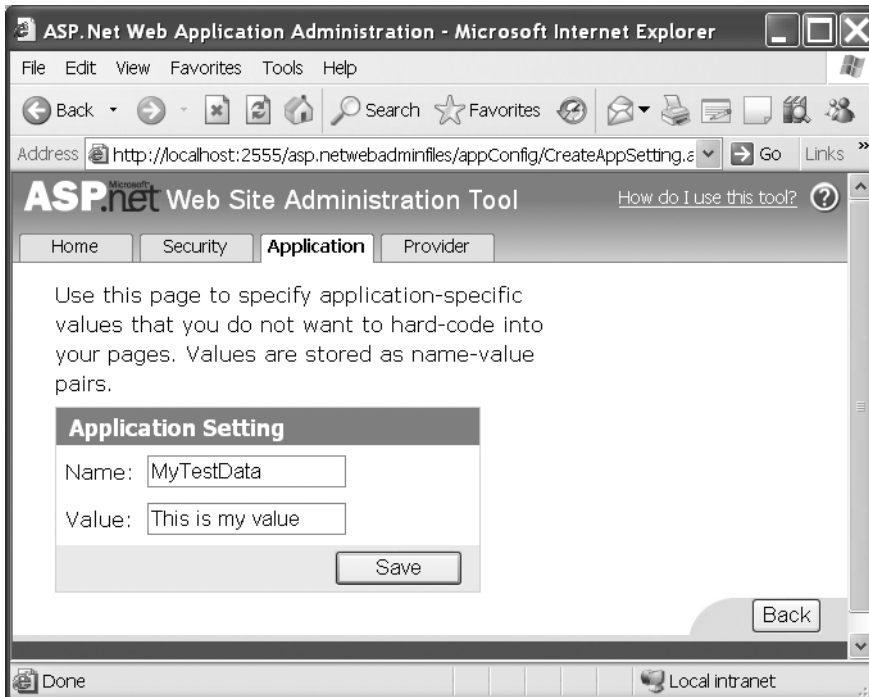 ASP.Net Web Application Administration - Microsoft Internet Explorer
File Edit View Favorites Tools Help
Back Search Favorites
Address http://localhost:2555/asp.netwebadminfiles/appConfig/CreateAppSetting.a Go Links »
Microsoft
ASP.net Web Site Administration Tool How do I use this tool? ?
Home Security Application Provider
Use this page to specify application-specific
values that you do not want to hard-code into
your pages. Values are stored as name-value
pairs.
Application Setting
Name: MyTestData
Value: This is my value
Save
Back
Done Local intranet